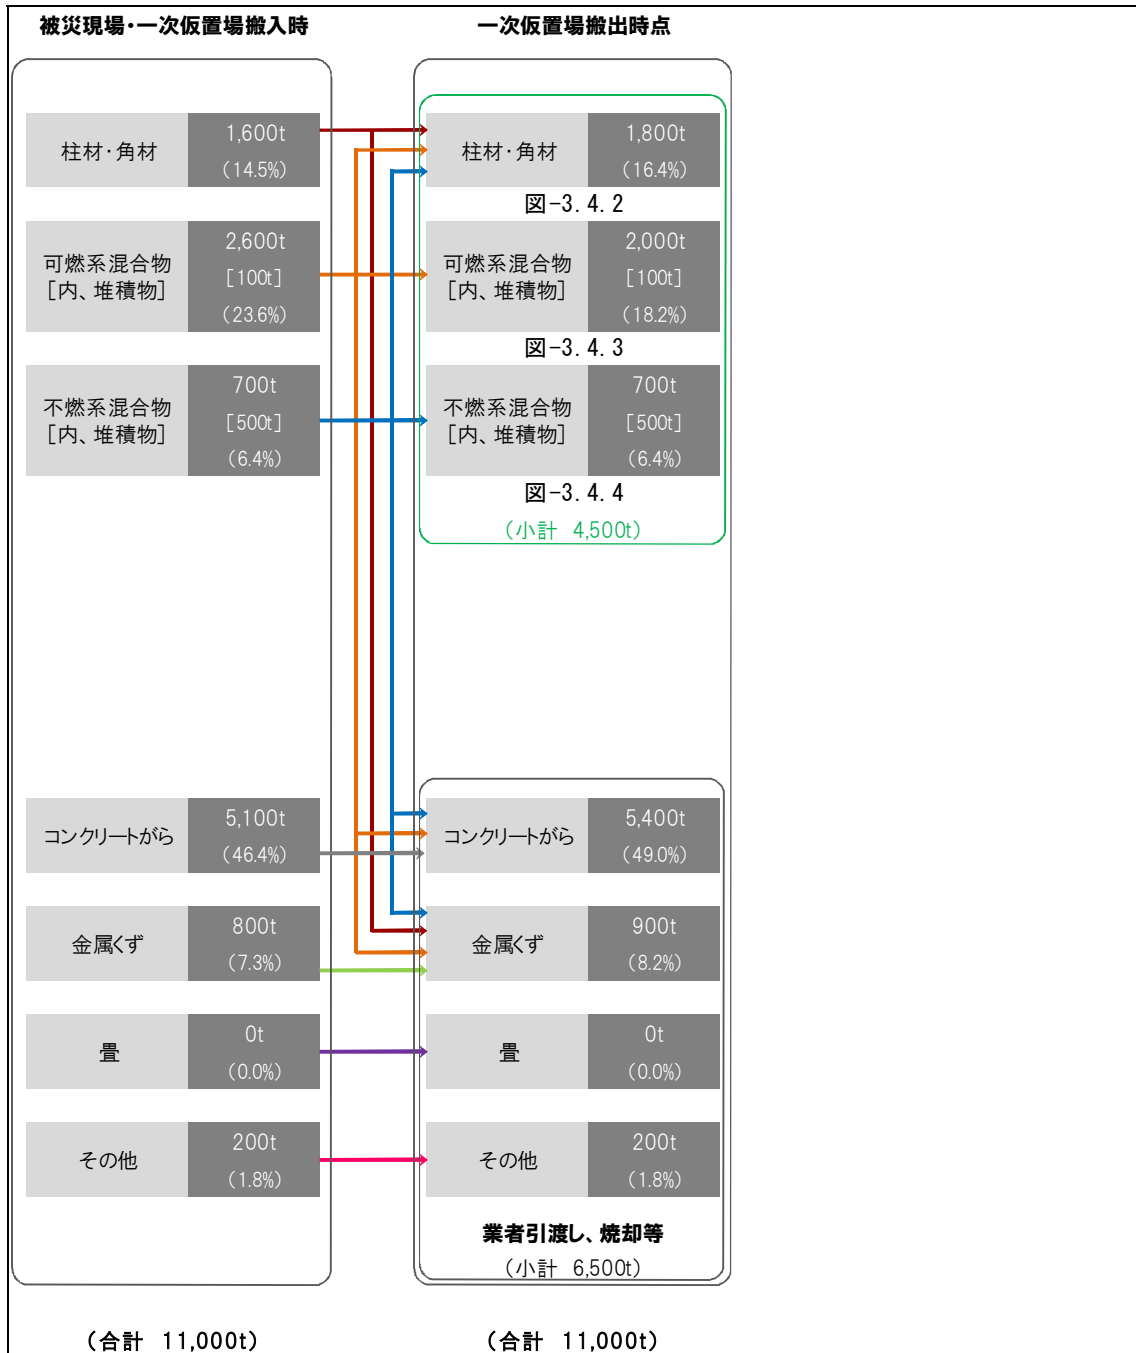 被災現場・一次仮置場搬入時
柱材・角材
1,600t
(14.5%)
可燃系混合物
[内、堆積物]
2,600t
[100t]
(23.6%)
不燃系混合物
[内、堆積物]
700t
[500t]
(6.4%)
コンクリートがら
5,100t
(46.4%)
金属くず
800t
(7.3%)
畳
0t
(0.0%)
その他
200t
(1.8%)
(合計 11,000t)
一次仮置場搬出時点
柱材・角材
1,800t
(16.4%)
図-3.4.2
可燃系混合物
[内、堆積物]
2,000t
[100t]
(18.2%)
図-3.4.3
不燃系混合物
[内、堆積物]
700t
[500t]
(6.4%)
図-3.4.4
(小計 4,500t)
コンクリートがら
5,400t
(49.0%)
金属くず
900t
(8.2%)
畳
0t
(0.0%)
その他
200t
(1.8%)
業者引渡し、焼却等
(小計 6,500t)
(合計 11,000t)